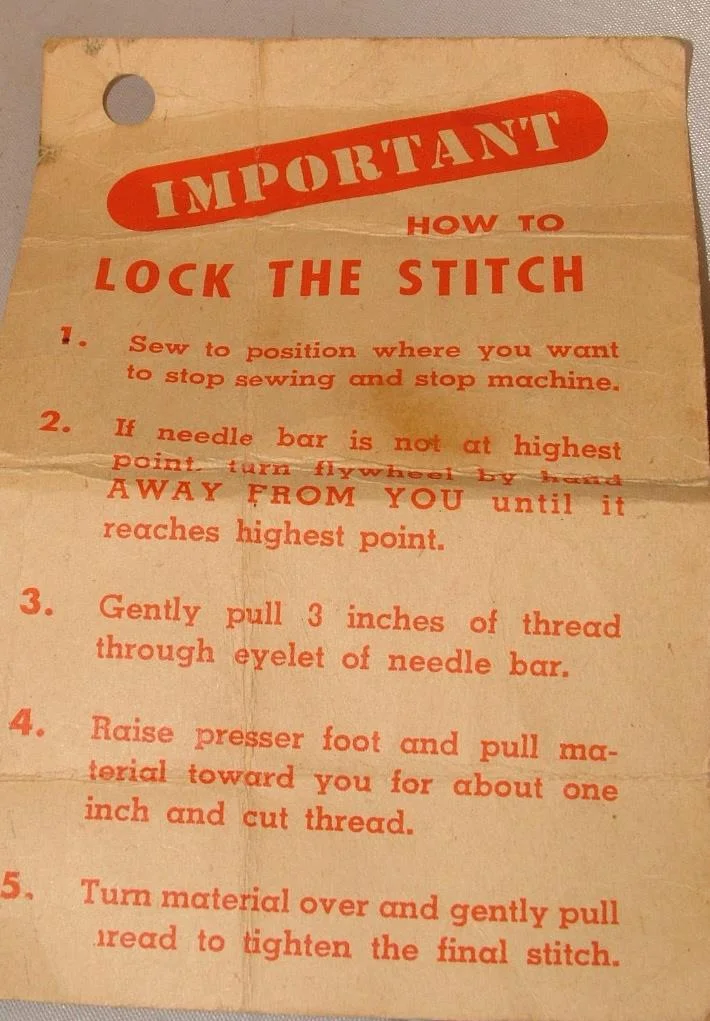 IMPORTANT
HOW TO
LOCK THE STITCH
1. Sew to position where you want
to stop sewing and stop machine.
2. If needle bar is not at highest
point, turn flywheel by hand
AWAY FROM YOU until it
reaches highest point.
3. Gently pull 3 inches of thread
through eyelet of needle bar.
4. Raise presser foot and pull ma-
terial toward you for about one
inch and cut thread.
5. Turn material over and gently pull
thread to tighten the final stitch.